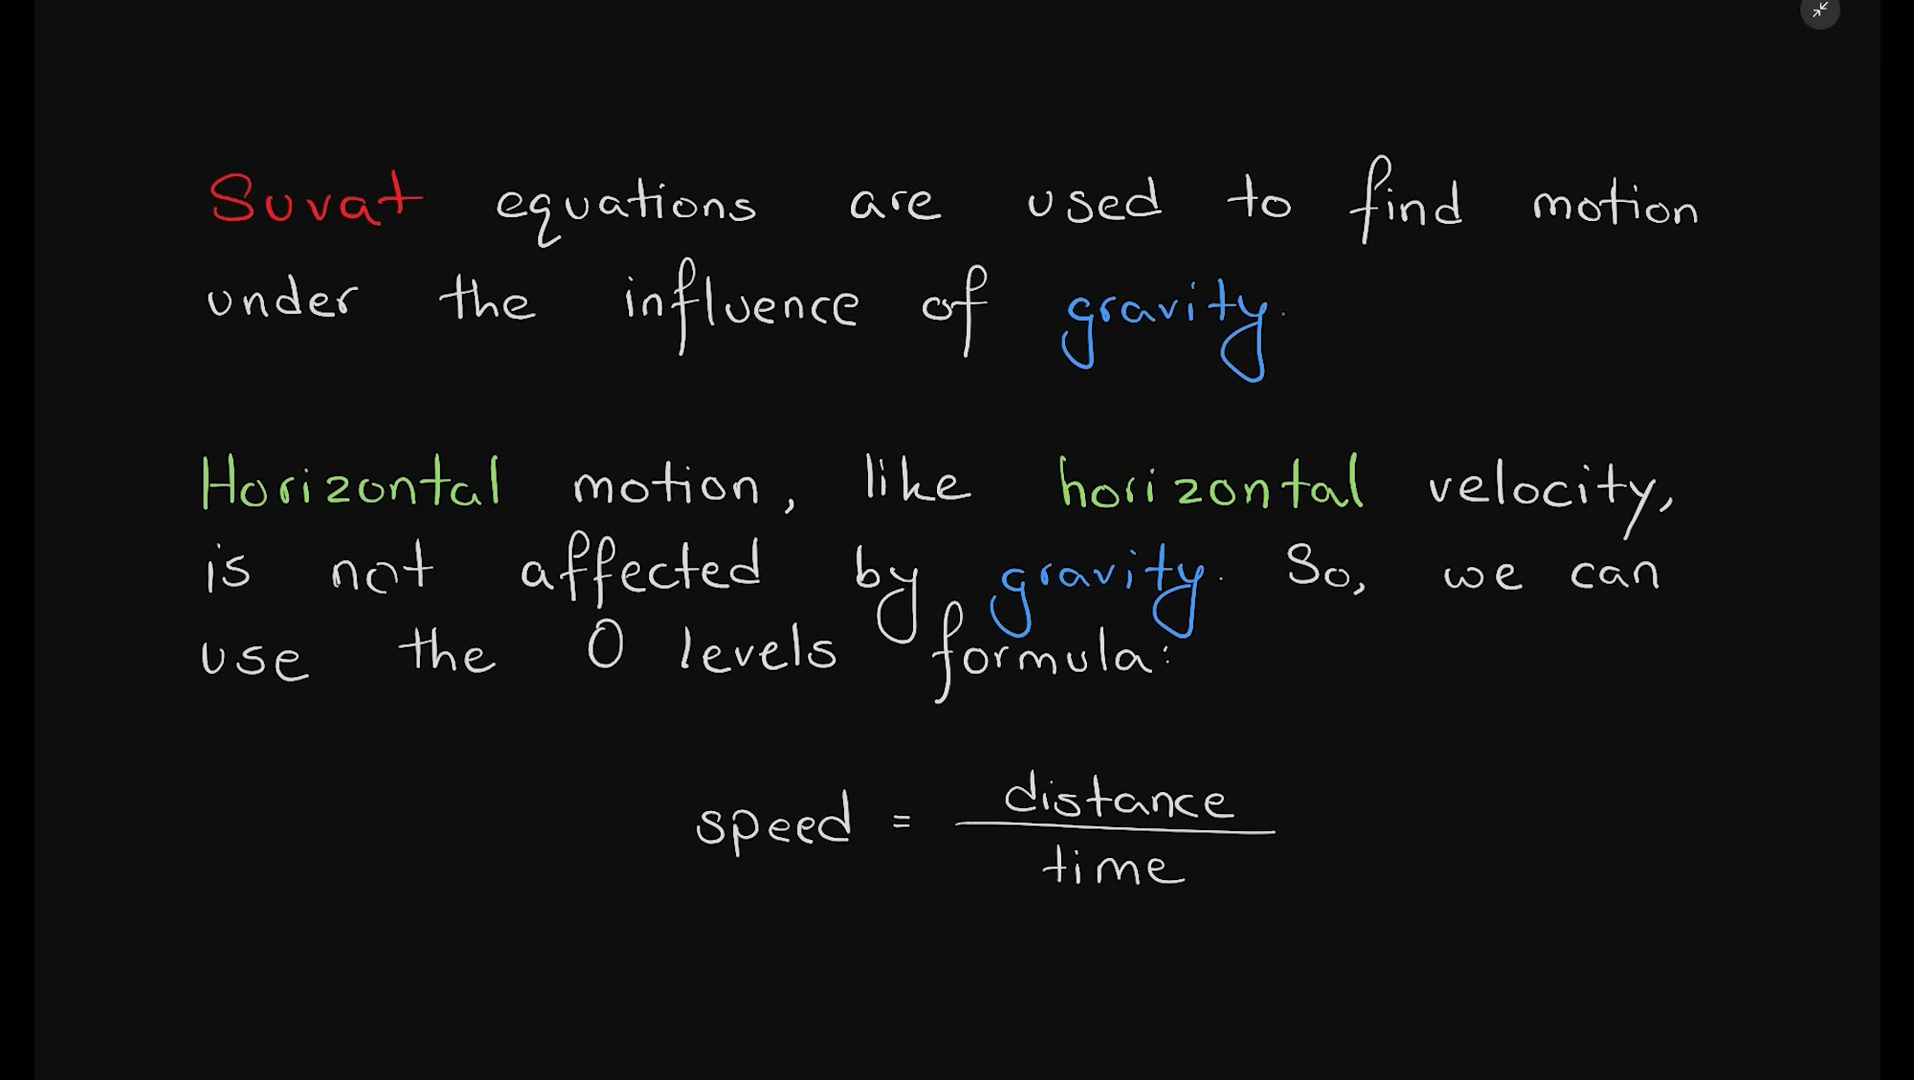 Suvat equations are used to find motion
under the influence of gravity.
Horizontal motion, like horizontal velocity,
is not affected by gravity. So, we can
use the O levels formula:
speed = distance
time